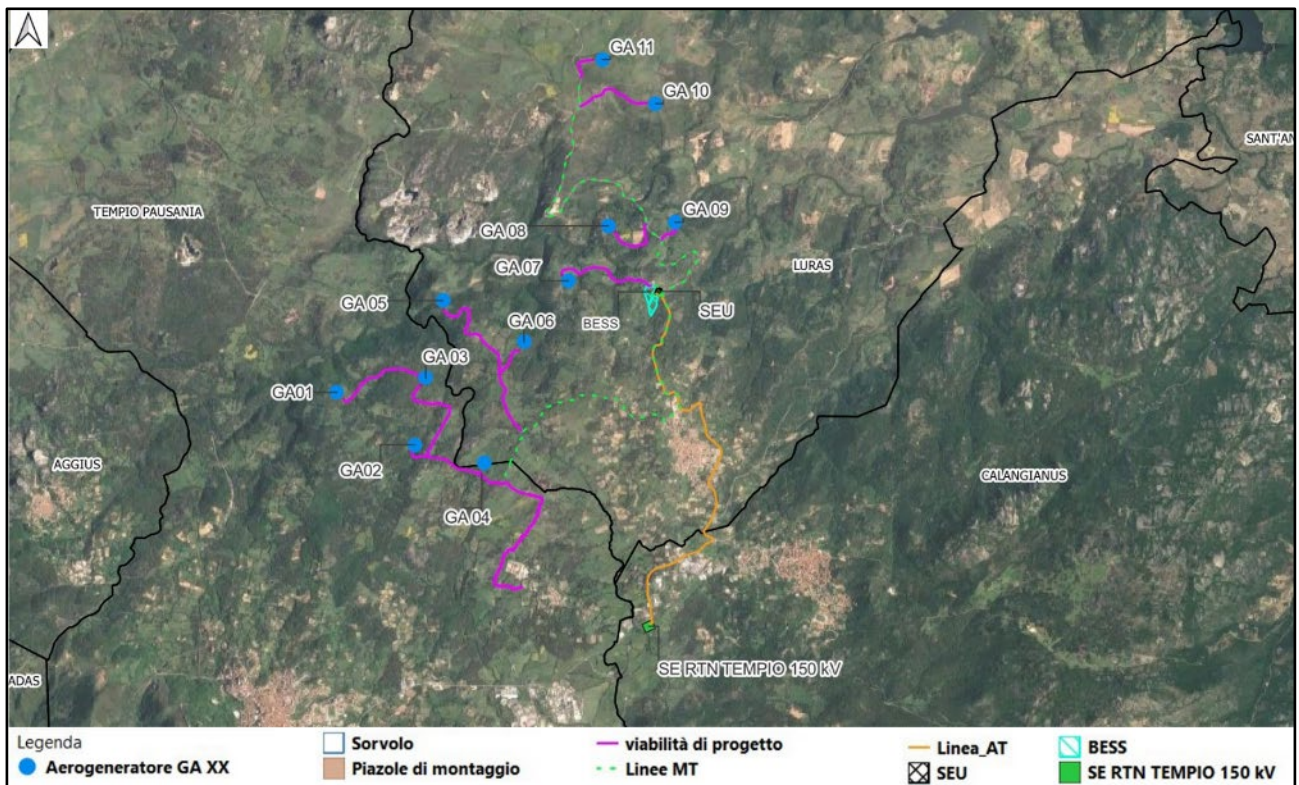 GA 11
GA 10
SANT'AN
TEMPIO PAUSANIA
GA 09
GA 08
LURAS
GA 07
GA 05
BESS
SEU
GA 06
GA 03
GA01
GA02
AGGIUS
CALANGIANUS
GA 04
SE RTN TEMPIO 150 kV
ADAS
Legenda
Aerogeneratore GA XX
Sorvolo
Piazole di montaggio
viabilità di progetto
Linee MT
Linea_AT
SEU
BESS
SE RTN TEMPIO 150 kV